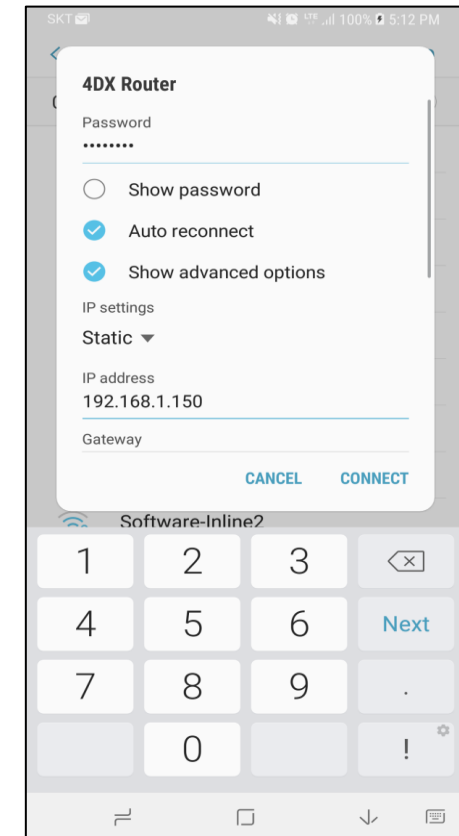 SKT LTE 100% 5:12 PM
4DX Router
Password
••••••••
Show password
Auto reconnect
Show advanced options
IP settings
Static
IP address
192.168.1.150
Gateway
CANCEL CONNECT
Software-Inline2
1 2 3
4 5 6 Next
7 8 9 .
0 !